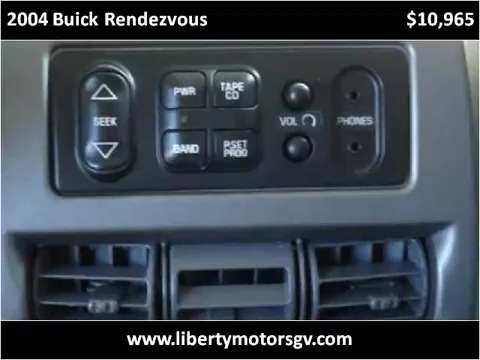 2004 Buick Rendezvous $10,965
PWR TAPE CD
SEEK VOL PHONES
BAND PSET PROG
www.libertymotorsgv.com